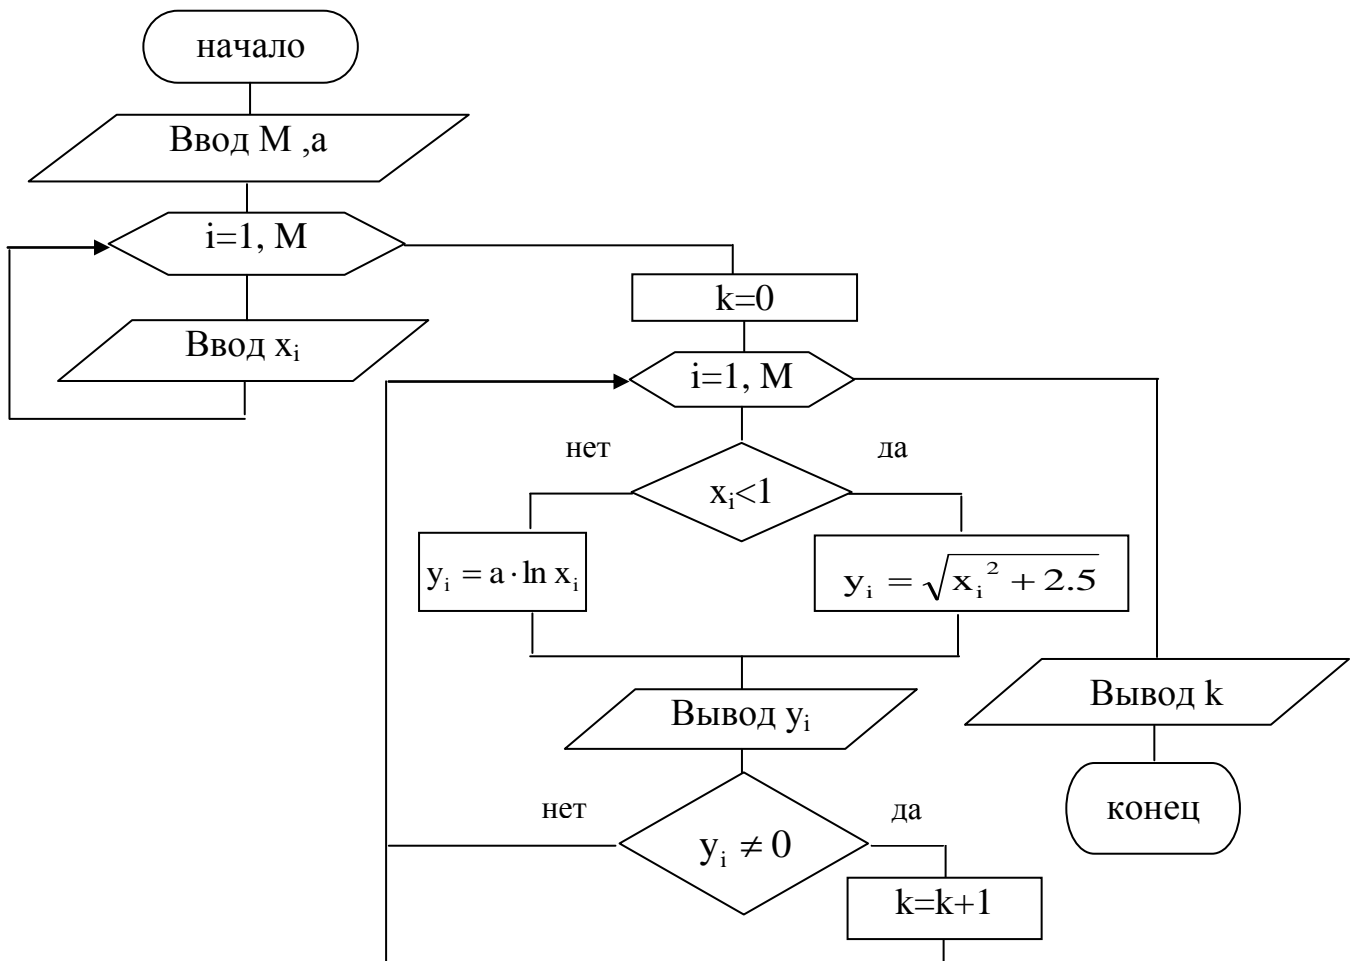 начало
Ввод M ,a
i=1, M
Ввод xᵢ
k=0
i=1, M
нет
да
xᵢ<1
yᵢ = a · ln xᵢ
yᵢ = √(xᵢ² + 2.5)
Вывод yᵢ
Вывод k
нет
да
yᵢ ≠ 0
конец
k=k+1